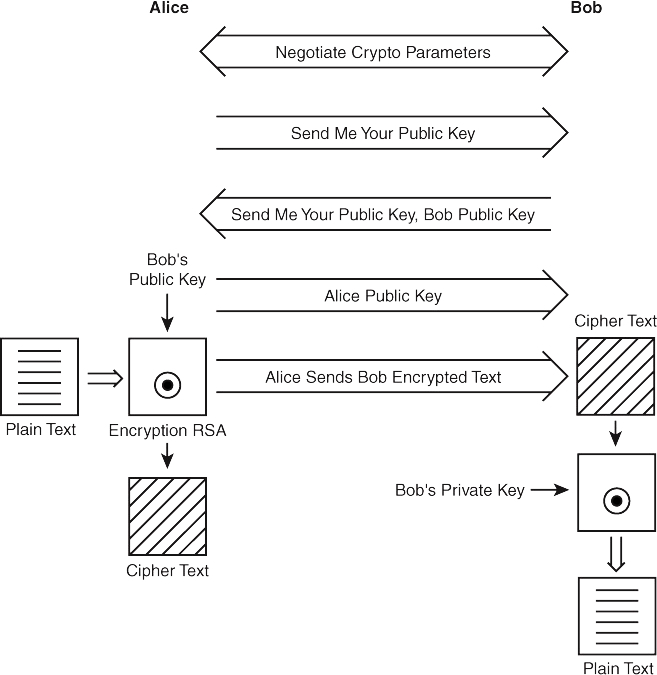 Alice
Bob
Negotiate Crypto Parameters
Send Me Your Public Key
Send Me Your Public Key, Bob Public Key
Bob's
Public Key
Alice Public Key
Cipher Text
Alice Sends Bob Encrypted Text
Plain Text
Encryption RSA
Bob's Private Key
Cipher Text
Plain Text